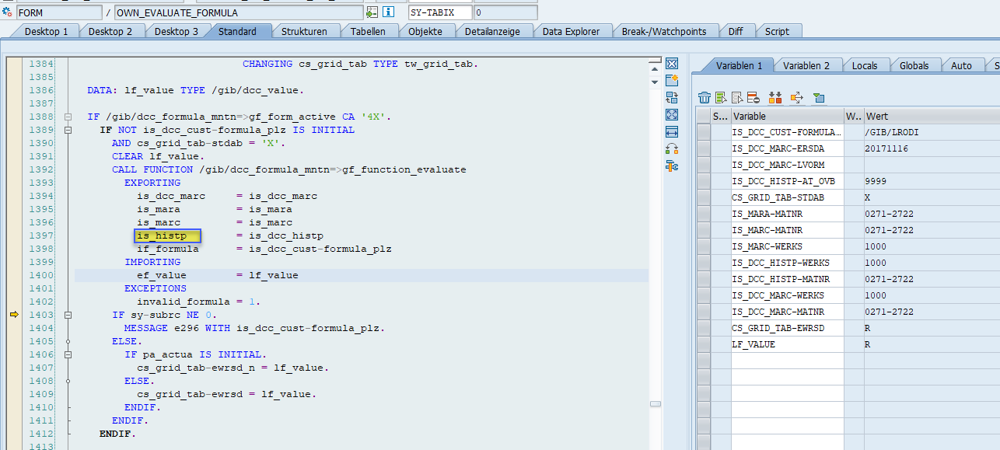 FORM / OWN_EVALUATE_FORMULA SY-TABIX 0
Desktop 1 Desktop 2 Desktop 3 Standard Strukturen Tabellen Objekte Detailanzeige Data Explorer Break-/Watchpoints Diff Script
1384 CHANGING cs_grid_tab TYPE tw_grid_tab.
1385
1386 DATA: lf_value TYPE /gib/dcc_value.
1387
1388 IF /gib/dcc_formula_mntn=>gf_form_active CA '4X'.
1389 IF NOT is_dcc_cust-formula_plz IS INITIAL
1390 AND cs_grid_tab-stdab = 'X'.
1391 CLEAR lf_value.
1392 CALL FUNCTION /gib/dcc_formula_mntn=>gf_function_evaluate
1393 EXPORTING
1394 is_dcc_marc = is_dcc_marc
1395 is_mara = is_mara
1396 is_marc = is_marc
1397 is_histp = is_dcc_histp
1398 if_formula = is_dcc_cust-formula_plz
1399 IMPORTING
1400 ef_value = lf_value
1401 EXCEPTIONS
1402 invalid_formula = 1.
1403 IF sy-subrc NE 0.
1404 MESSAGE e296 WITH is_dcc_cust-formula_plz.
1405 ELSE.
1406 IF pa_actua IS INITIAL.
1407 cs_grid_tab-ewrsd_n = lf_value.
1408 ELSE.
1409 cs_grid_tab-ewrsd = lf_value.
1410 ENDIF.
1411 ENDIF.
1412 ENDIF.
1413
Variablen 1 Variablen 2 Locals Globals Auto S
S... Variable W.. Wert
IS_DCC_CUST-FORMULA... /GIB/LRODI
IS_DCC_MARC-ERSDA 20171116
IS_DCC_MARC-LVORM
IS_DCC_HISTP-AT_OVB 9999
CS_GRID_TAB-STDAB X
IS_MARA-MATNR 0271-2722
IS_MARC-MATNR 0271-2722
IS_MARC-WERKS 1000
IS_DCC_HISTP-WERKS 1000
IS_DCC_HISTP-MATNR 0271-2722
IS_DCC_MARC-WERKS 1000
IS_DCC_MARC-MATNR 0271-2722
CS_GRID_TAB-EWRSD R
LF_VALUE R